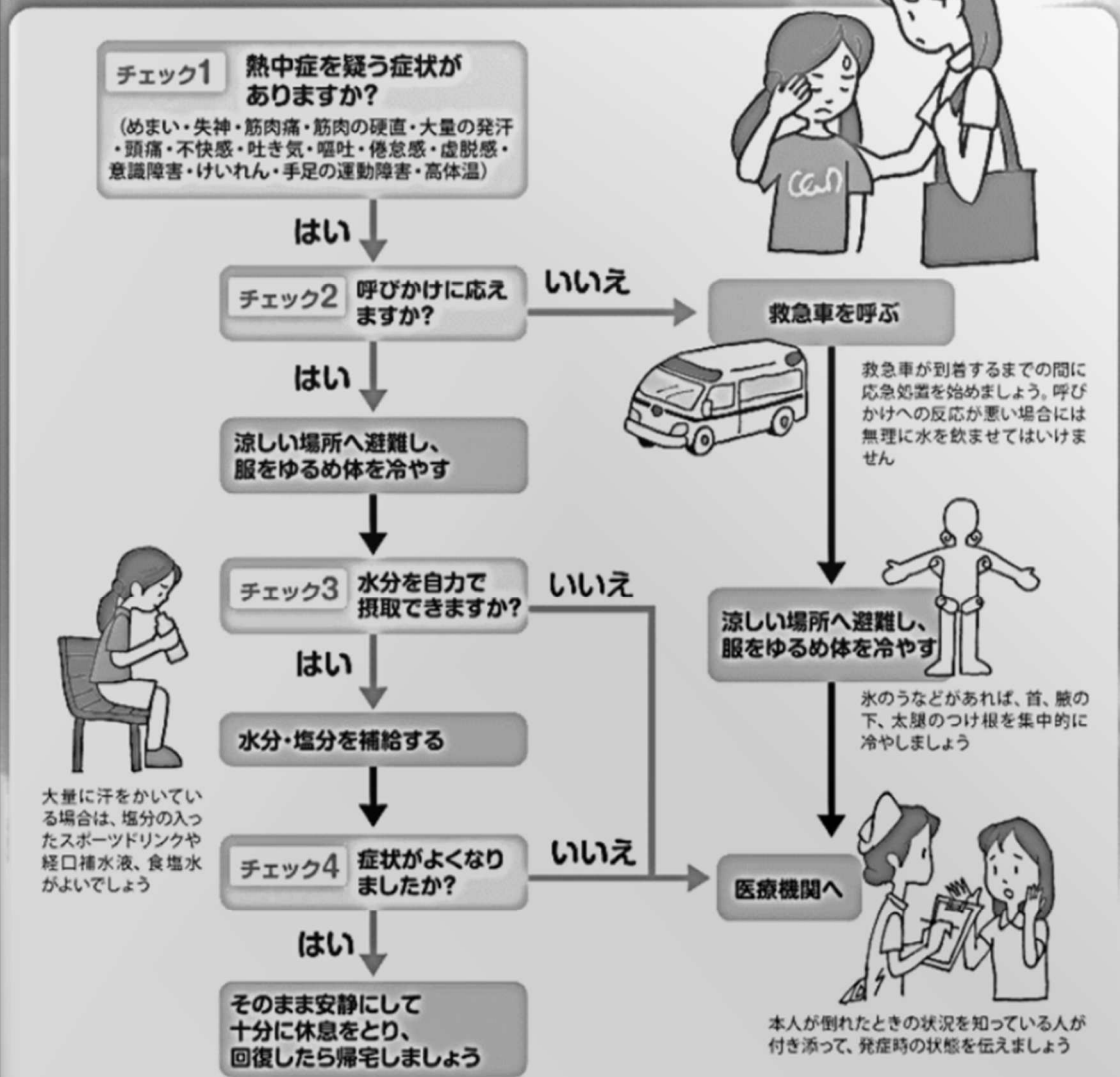 チェック1
熱中症を疑う症状が
ありますか?
(めまい・失神・筋肉痛・筋肉の硬直・大量の発汗
・頭痛・不快感・吐き気・嘔吐・倦怠感・虚脱感・
意識障害・けいれん・手足の運動障害・高体温)
はい
チェック2
呼びかけに応え
ますか?
いいえ
救急車を呼ぶ
救急車が到着するまでの間に
応急処置を始めましょう。呼び
かけへの反応が悪い場合には
無理に水を飲ませてはいけま
せん
はい
涼しい場所へ避難し、
服をゆるめ体を冷やす
チェック3
水分を自力で
摂取できますか?
いいえ
涼しい場所へ避難し、
服をゆるめ体を冷やす
氷のうなどがあれば、首、腋の
下、太腿のつけ根を集中的に
冷やしましょう
はい
水分・塩分を補給する
大量に汗をかいてい
る場合は、塩分の入っ
たスポーツドリンクや
経口補水液、食塩水
がよいでしょう
チェック4
症状がよくなり
ましたか?
いいえ
医療機関へ
本人が倒れたときの状況を知っている人が
付き添って、発症時の状態を伝えましょう
はい
そのまま安静にして
十分に休息をとり、
回復したら帰宅しましょう